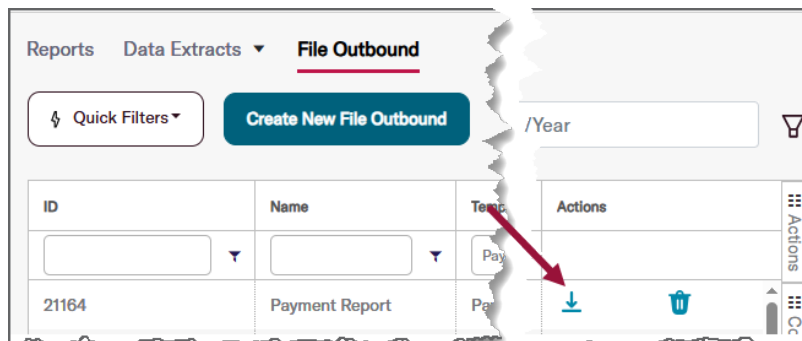 Reports Data Extracts File Outbound
Quick Filters Create New File Outbound /Year
ID Name Actions
Actions
21164 Payment Report